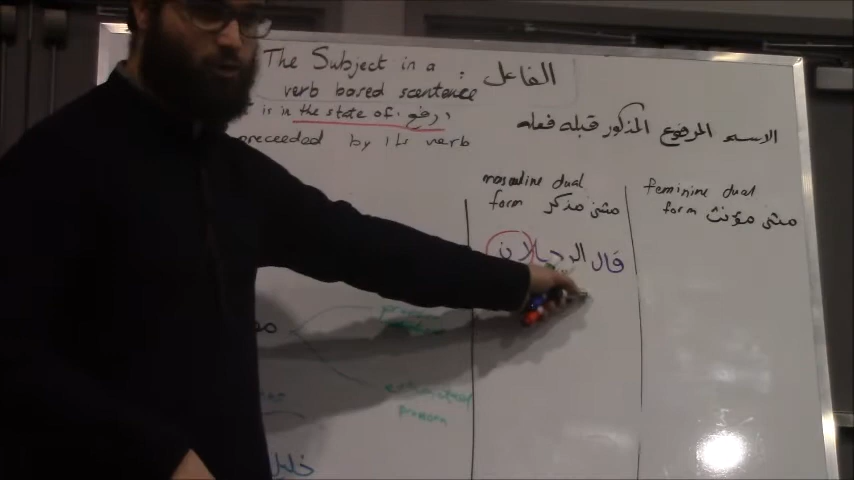 The Subject in a : الفاعل
verb based scentence
is in the state of رفع
preceeded by its verb
الاسم المرفوع المذكور قبله فعله
masculine dual
form مثنى مذكر
feminine dual
form مثنى مؤنث
قال الرجلان
pronoun